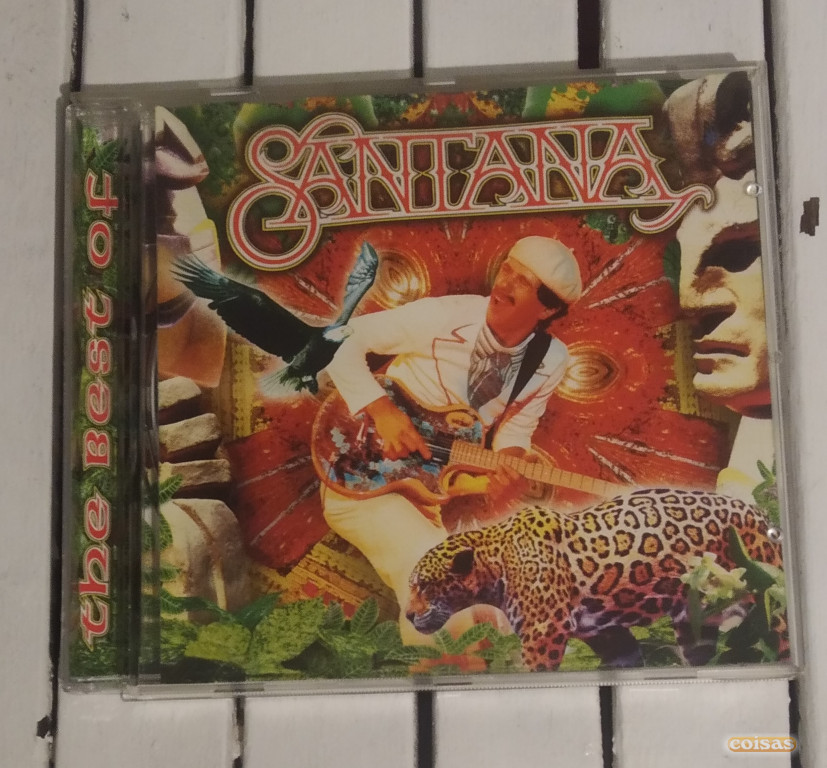 the Best of
SANTANA
coisas